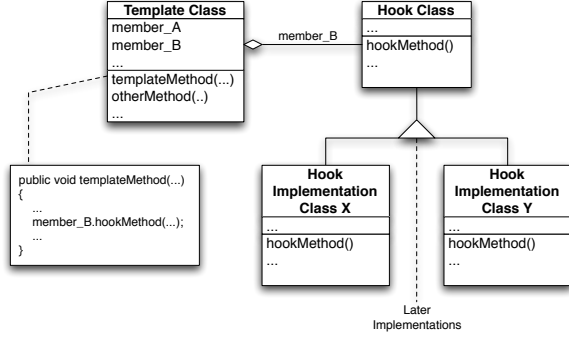 Template Class
member_A
member_B
...
templateMethod(...)
otherMethod(..)
...
member_B
Hook Class
...
hookMethod()
...
public void templateMethod(...)
{
...
member_B.hookMethod(...);
...
}
Hook
Implementation
Class X
...
hookMethod()
...
Hook
Implementation
Class Y
...
hookMethod()
...
Later
Implementations